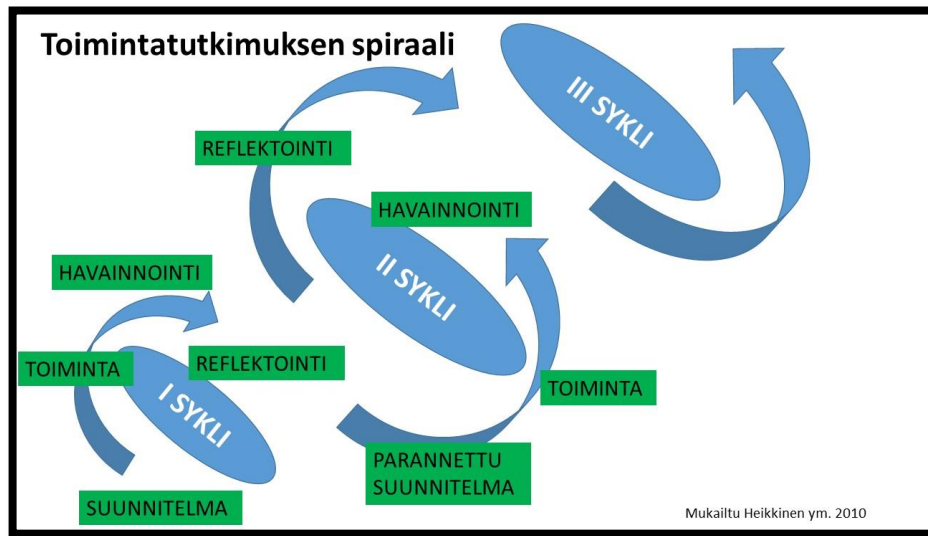 Toimintatutkimuksen spiraali
III SYKLI
REFLEKTOINTI
HAVAINNOINTI
II SYKLI
HAVAINNOINTI
TOIMINTA
REFLEKTOINTI
I SYKLI
TOIMINTA
PARANNETTU
SUUNNITELMA
SUUNNITELMA
Mukailtu Heikkinen ym. 2010